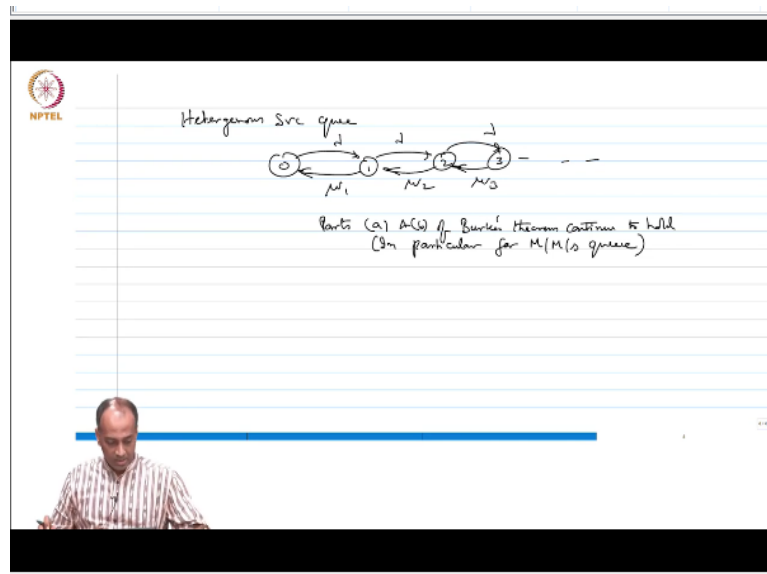 NPTEL
Hetergenous Svc queue
λ λ λ
0 1 2 3 - - -
μ1 μ2 μ3
Parts (a) & (b) of Burke's theorem continue to hold
(In particular for M/M/s queue)